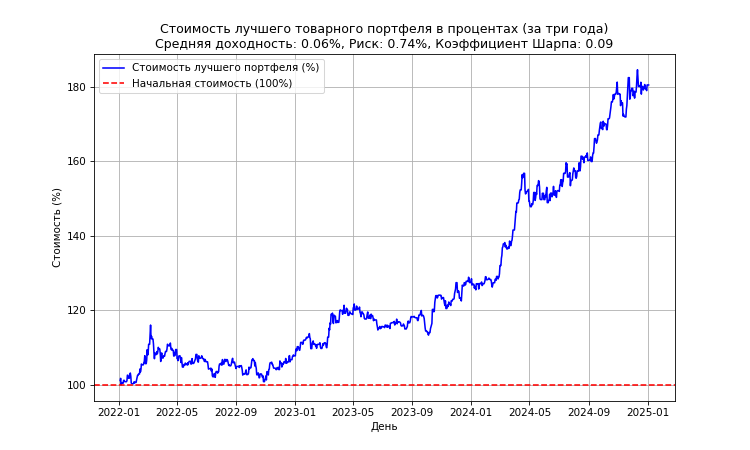 Стоимость лучшего товарного портфеля в процентах (за три года)
Средняя доходность: 0.06%, Риск: 0.74%, Коэффициент Шарпа: 0.09
Стоимость лучшего портфеля (%)
Начальная стоимость (100%)
Стоимость (%)
180
160
140
120
100
2022-01 2022-05 2022-09 2023-01 2023-05 2023-09 2024-01 2024-05 2024-09 2025-01
День